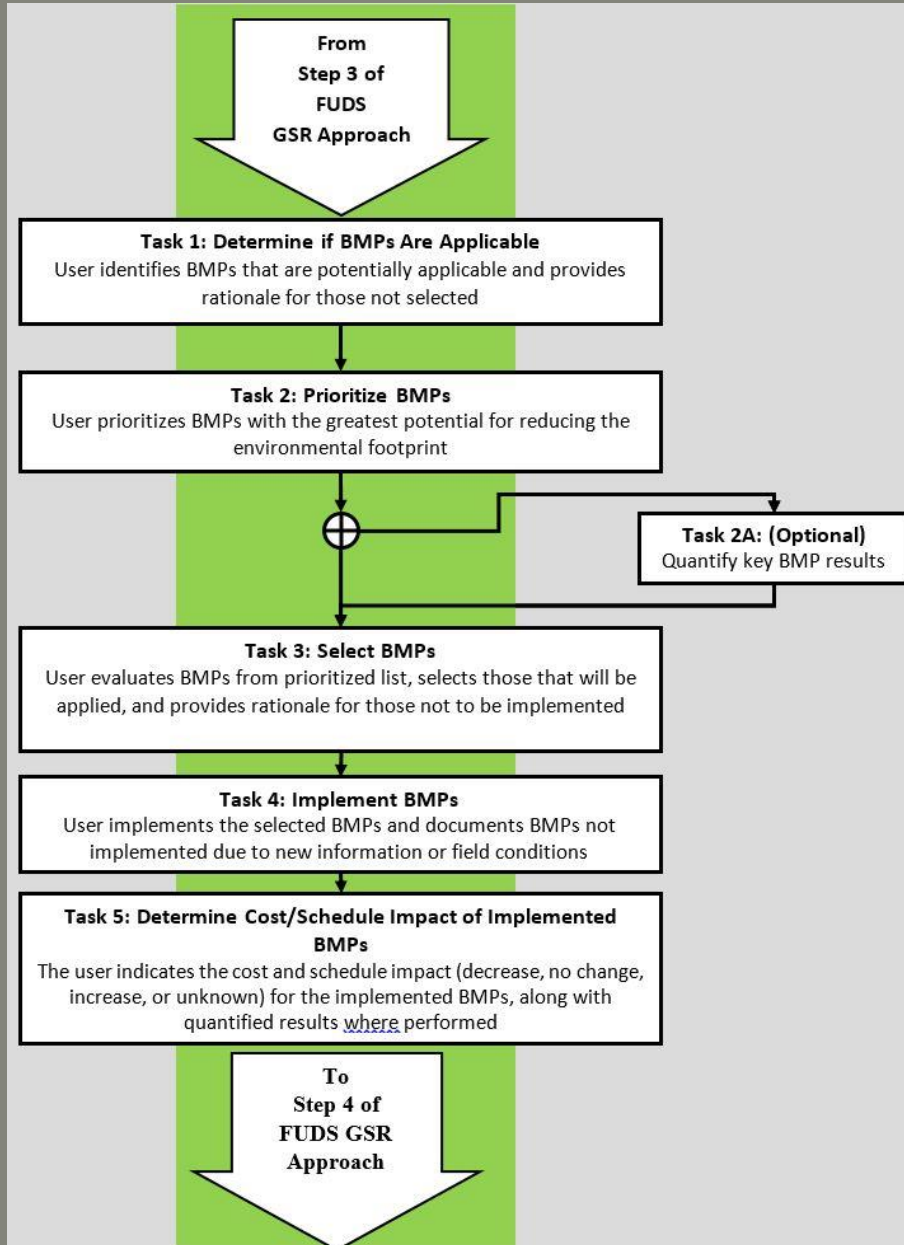 From
Step 3 of
FUDS
GSR Approach
Task 1: Determine if BMPs Are Applicable
User identifies BMPs that are potentially applicable and provides
rationale for those not selected
Task 2: Prioritize BMPs
User prioritizes BMPs with the greatest potential for reducing the
environmental footprint
Task 2A: (Optional)
Quantify key BMP results
Task 3: Select BMPs
User evaluates BMPs from prioritized list, selects those that will be
applied, and provides rationale for those not to be implemented
Task 4: Implement BMPs
User implements the selected BMPs and documents BMPs not
implemented due to new information or field conditions
Task 5: Determine Cost/Schedule Impact of Implemented
BMPs
The user indicates the cost and schedule impact (decrease, no change,
increase, or unknown) for the implemented BMPs, along with
quantified results where performed
To
Step 4 of
FUDS GSR
Approach